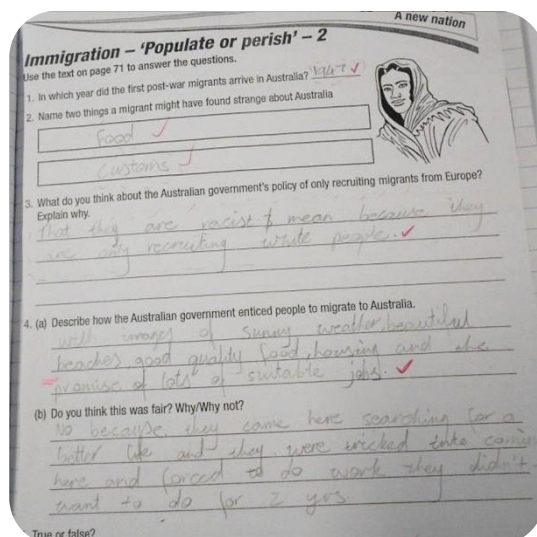 A new nation
Immigration – ‘Populate or perish’ – 2
Use the text on page 71 to answer the questions.
1. In which year did the first post-war migrants arrive in Australia? 1947
2. Name two things a migrant might have found strange about Australia
Food
Customs
3. What do you think about the Australian government's policy of only recruiting migrants from Europe?
Explain why.
That they are racist & mean because they
are only recruiting white people.
4. (a) Describe how the Australian government enticed people to migrate to Australia.
well images of sunny weather, beautiful
beaches, good quality food, housing and the
promise of lots of suitable jobs.
(b) Do you think this was fair? Why/Why not?
No because, they came here searching for a
better life and they were tricked into
here and forced to do work they didn't
want to do for 2 yrs.
True or false?